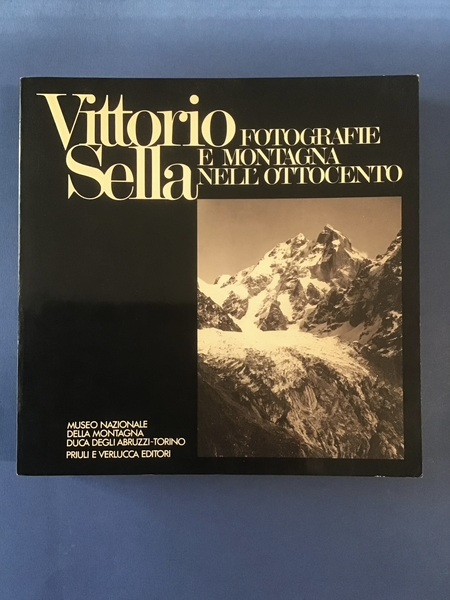 Vittorio
Sella
FOTOGRAFIE
E MONTAGNA
NELL' OTTOCENTO
MUSEO NAZIONALE
DELLA MONTAGNA
DUCA DEGLI ABRUZZI-TORINO
PRIULI E VERLUCCA EDITORI